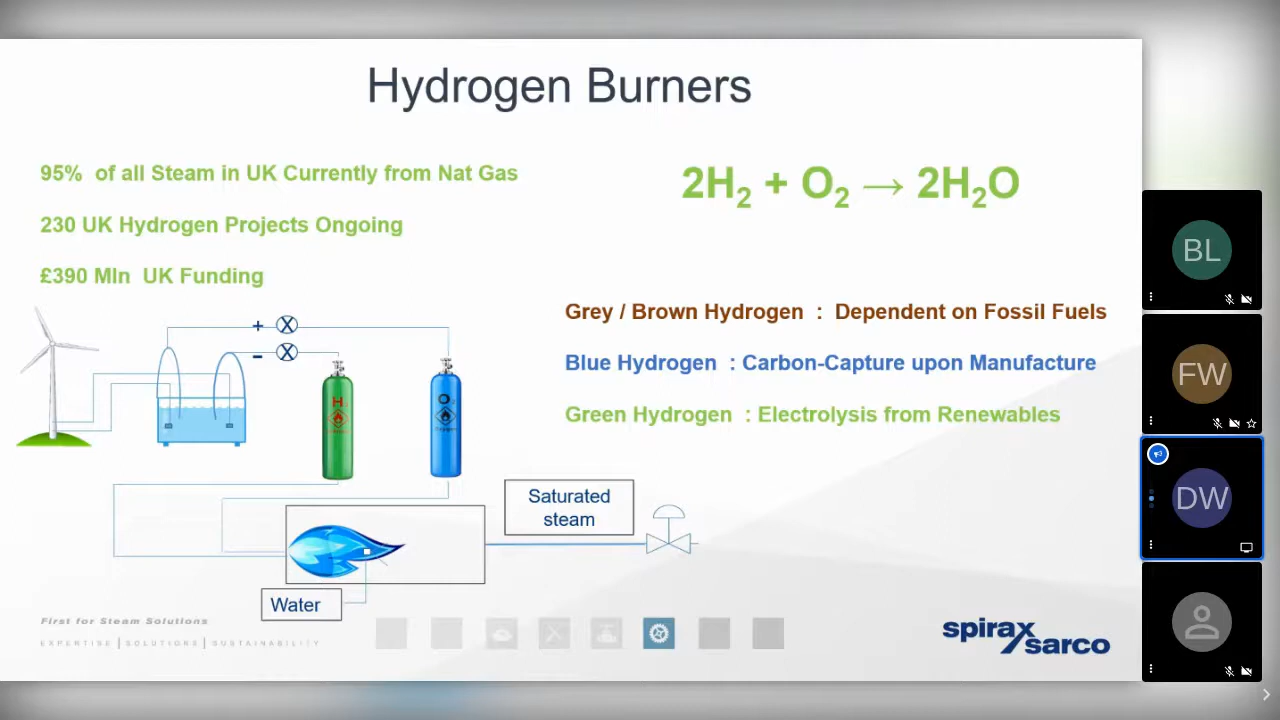 Hydrogen Burners
95% of all Steam in UK Currently from Nat Gas
230 UK Hydrogen Projects Ongoing
£390 Mln UK Funding
2H2 + O2 → 2H2O
Grey / Brown Hydrogen : Dependent on Fossil Fuels
Blue Hydrogen : Carbon-Capture upon Manufacture
Green Hydrogen : Electrolysis from Renewables
+
X
−
X
H2
O2
Saturated
steam
Water
First for Steam Solutions
EXPERTISE | SOLUTIONS | SUSTAINABILITY
spirax
sarco
BL
FW
DW